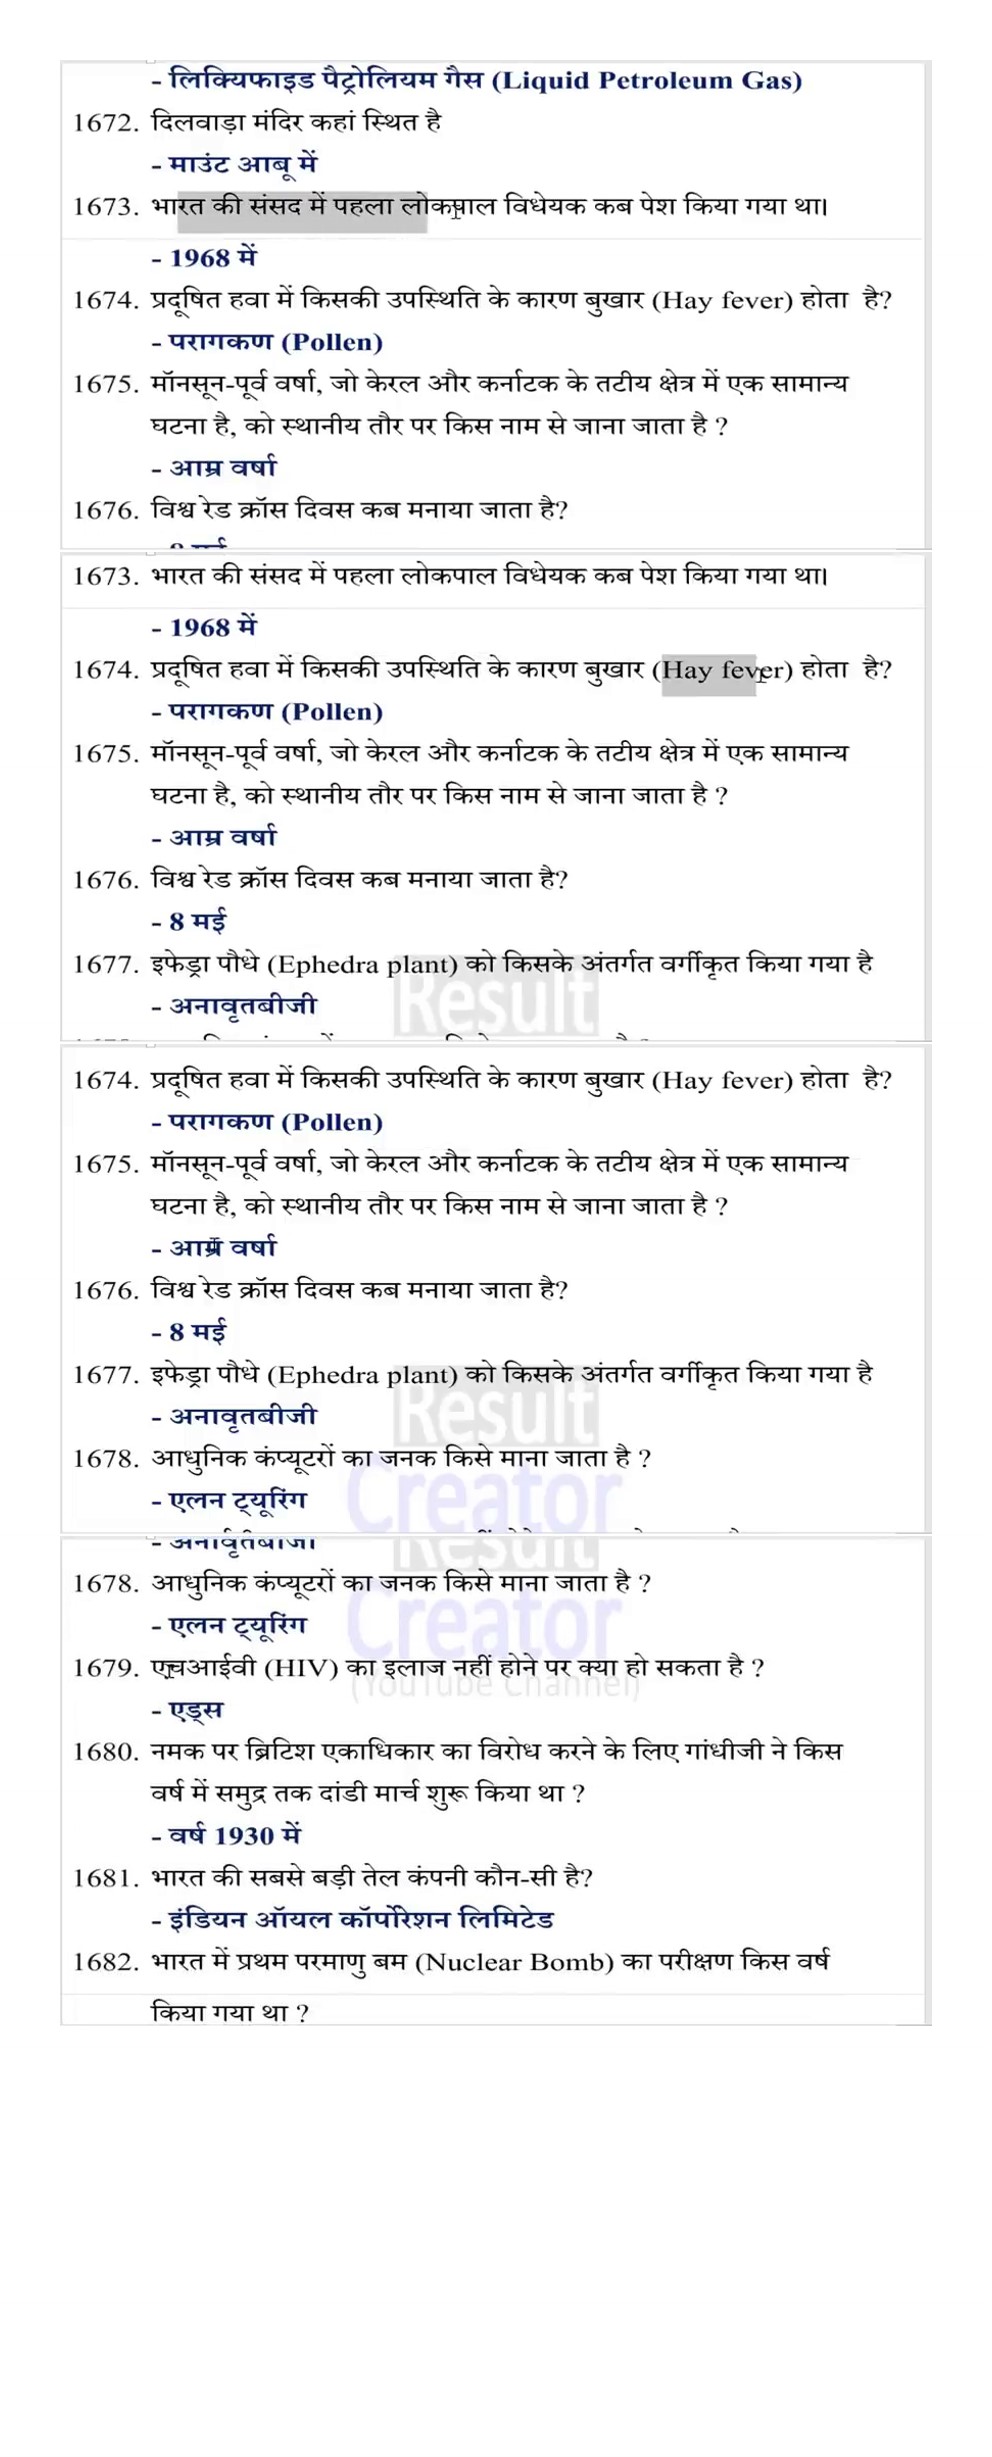 - लिक्यिफाइड पैट्रोलियम गैस (Liquid Petroleum Gas)
1672. दिलवाड़ा मंदिर कहां स्थित है
- माउंट आबू में
1673. भारत की संसद में पहला लोकपाल विधेयक कब पेश किया गया था।
- 1968 में
1674. प्रदूषित हवा में किसकी उपस्थिति के कारण बुखार (Hay fever) होता है?
- परागकण (Pollen)
1675. मॉनसून-पूर्व वर्षा, जो केरल और कर्नाटक के तटीय क्षेत्र में एक सामान्य
घटना है, को स्थानीय तौर पर किस नाम से जाना जाता है ?
- आम्र वर्षा
1676. विश्व रेड क्रॉस दिवस कब मनाया जाता है?
1673. भारत की संसद में पहला लोकपाल विधेयक कब पेश किया गया था।
- 1968 में
1674. प्रदूषित हवा में किसकी उपस्थिति के कारण बुखार (Hay fever) होता है?
- परागकण (Pollen)
1675. मॉनसून-पूर्व वर्षा, जो केरल और कर्नाटक के तटीय क्षेत्र में एक सामान्य
घटना है, को स्थानीय तौर पर किस नाम से जाना जाता है ?
- आम्र वर्षा
1676. विश्व रेड क्रॉस दिवस कब मनाया जाता है?
- 8 मई
1677. इफेड्रा पौधे (Ephedra plant) को किसके अंतर्गत वर्गीकृत किया गया है
Result
- अनावृतबीजी
1674. प्रदूषित हवा में किसकी उपस्थिति के कारण बुखार (Hay fever) होता है?
- परागकण (Pollen)
1675. मॉनसून-पूर्व वर्षा, जो केरल और कर्नाटक के तटीय क्षेत्र में एक सामान्य
घटना है, को स्थानीय तौर पर किस नाम से जाना जाता है ?
- आम्र वर्षा
1676. विश्व रेड क्रॉस दिवस कब मनाया जाता है?
- 8 मई
1677. इफेड्रा पौधे (Ephedra plant) को किसके अंतर्गत वर्गीकृत किया गया है
Result
- अनावृतबीजी
1678. आधुनिक कंप्यूटरों का जनक किसे माना जाता है ?
Creator
- एलन ट्यूरिंग
- अनावृतबीजी
Result
1678. आधुनिक कंप्यूटरों का जनक किसे माना जाता है ?
Creator
- एलन ट्यूरिंग
1679. एचआईवी (HIV) का इलाज नहीं होने पर क्या हो सकता है ?
(YouTube Channel)
- एड्स
1680. नमक पर ब्रिटिश एकाधिकार का विरोध करने के लिए गांधीजी ने किस
वर्ष में समुद्र तक दांडी मार्च शुरू किया था ?
- वर्ष 1930 में
1681. भारत की सबसे बड़ी तेल कंपनी कौन-सी है?
- इंडियन ऑयल कॉर्पोरेशन लिमिटेड
1682. भारत में प्रथम परमाणु बम (Nuclear Bomb) का परीक्षण किस वर्ष
किया गया था ?